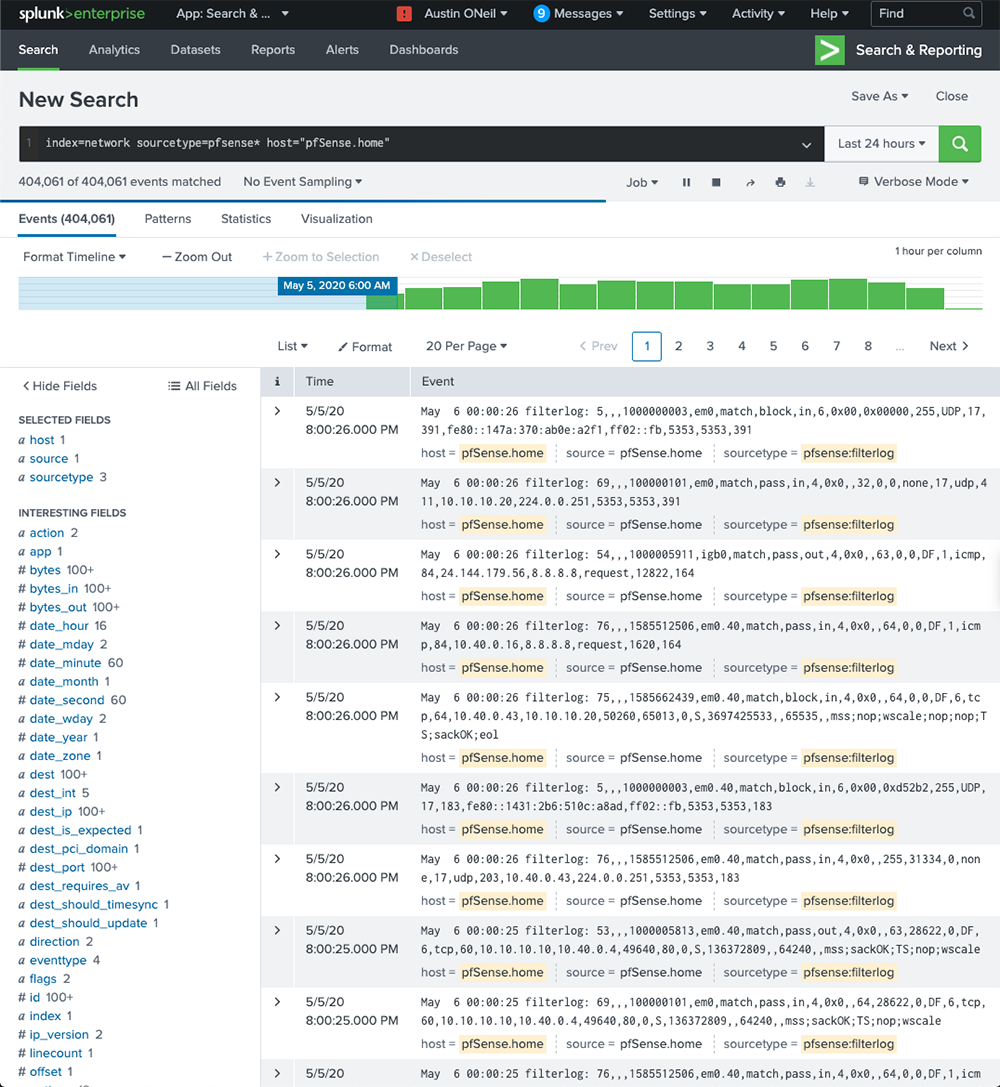 splunk>enterprise App: Search & ... ! Austin ONeil 9 Messages Settings Activity Help Find
Search Analytics Datasets Reports Alerts Dashboards Search & Reporting
New Search Save As Close
1 index=network sourcetype=pfsense* host="pfSense.home" Last 24 hours
404,061 of 404,061 events matched No Event Sampling Job Verbose Mode
Events (404,061) Patterns Statistics Visualization
Format Timeline — Zoom Out + Zoom to Selection × Deselect 1 hour per column
May 5, 2020 6:00 AM
List Format 20 Per Page < Prev 1 2 3 4 5 6 7 8 ... Next >
< Hide Fields All Fields
SELECTED FIELDS
a host 1
a source 1
a sourcetype 3
INTERESTING FIELDS
a action 2
a app 1
# bytes 100+
# bytes_in 100+
# bytes_out 100+
# date_hour 16
# date_mday 2
# date_minute 60
a date_month 1
# date_second 60
a date_wday 2
# date_year 1
a date_zone 1
a dest 100+
a dest_int 5
a dest_ip 100+
a dest_is_expected 1
a dest_pci_domain 1
# dest_port 100+
a dest_requires_av 1
a dest_should_timesync 1
a dest_should_update 1
a direction 2
a eventtype 4
a flags 2
# id 100+
a index 1
# ip_version 2
# linecount 1
# offset 1
i Time Event
> 5/5/20 May  6 00:00:26 filterlog: 5,,,1000000003,em0,match,block,in,6,0x00,0x00000,255,UDP,17,
8:00:26.000 PM 391,fe80::147a:370:ab0e:a2f1,ff02::fb,5353,5353,391
host = pfSense.home source = pfSense.home sourcetype = pfsense:filterlog
> 5/5/20 May  6 00:00:26 filterlog: 69,,,100000101,em0,match,pass,in,4,0x0,,32,0,0,none,17,udp,4
8:00:26.000 PM 11,10.10.10.20,224.0.0.251,5353,5353,391
host = pfSense.home source = pfSense.home sourcetype = pfsense:filterlog
> 5/5/20 May  6 00:00:26 filterlog: 54,,,1000005911,igb0,match,pass,out,4,0x0,,63,0,0,DF,1,icmp,
8:00:26.000 PM 84,24.144.179.56,8.8.8.8,request,12822,164
host = pfSense.home source = pfSense.home sourcetype = pfsense:filterlog
> 5/5/20 May  6 00:00:26 filterlog: 76,,,1585512506,em0.40,match,pass,in,4,0x0,,64,0,0,DF,1,icm
8:00:26.000 PM p,84,10.40.0.16,8.8.8.8,request,1620,164
host = pfSense.home source = pfSense.home sourcetype = pfsense:filterlog
> 5/5/20 May  6 00:00:26 filterlog: 75,,,1585662439,em0.40,match,block,in,4,0x0,,64,0,0,DF,6,tc
8:00:26.000 PM p,64,10.40.0.43,10.10.10.20,50260,65013,0,S,3697425533,,65535,,mss;nop;wscale;nop;nop;T
S;sackOK;eol
host = pfSense.home source = pfSense.home sourcetype = pfsense:filterlog
> 5/5/20 May  6 00:00:26 filterlog: 5,,,1000000003,em0.40,match,block,in,6,0x00,0xd52b2,255,UDP,
8:00:26.000 PM 17,183,fe80::1431:2b6:510c:a8ad,ff02::fb,5353,5353,183
host = pfSense.home source = pfSense.home sourcetype = pfsense:filterlog
> 5/5/20 May  6 00:00:26 filterlog: 76,,,1585512506,em0.40,match,pass,in,4,0x0,,255,31334,0,non
8:00:26.000 PM e,17,udp,203,10.40.0.43,224.0.0.251,5353,5353,183
host = pfSense.home source = pfSense.home sourcetype = pfsense:filterlog
> 5/5/20 May  6 00:00:26 filterlog: 53,,,1000005813,em0.40,match,pass,out,4,0x0,,63,28622,0,DF,
8:00:25.000 PM 6,tcp,60,10.10.10.10,10.40.0.4,49640,80,0,S,136372809,,64240,,mss;sackOK;TS;nop;wscale
host = pfSense.home source = pfSense.home sourcetype = pfsense:filterlog
> 5/5/20 May  6 00:00:25 filterlog: 69,,,100000101,em0,match,pass,in,4,0x0,,64,28622,0,DF,6,tcp,
8:00:25.000 PM 60,10.10.10.10,10.40.0.4,49640,80,0,S,136372809,,64240,,mss;sackOK;TS;nop;wscale
host = pfSense.home source = pfSense.home sourcetype = pfsense:filterlog
> 5/5/20 May  6 00:00:25 filterlog: 76,,,1585512506,em0.40,match,pass,in,4,0x0,,64,0,0,DF,1,icm